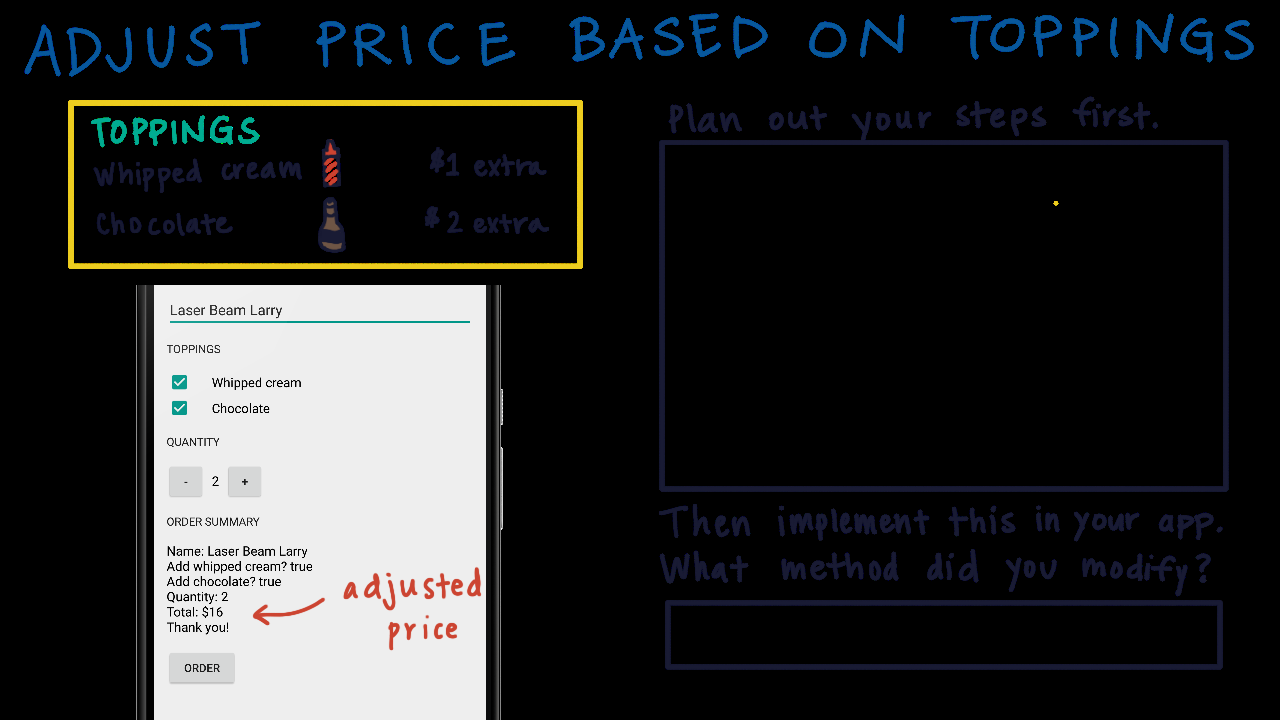 ADJUST PRICE BASED ON TOPPINGS
TOPPINGS
Whipped cream $1 extra
Chocolate $2 extra
Laser Beam Larry
TOPPINGS
Whipped cream
Chocolate
QUANTITY
- 2 +
ORDER SUMMARY
Name: Laser Beam Larry
Add whipped cream? true
Add chocolate? true
Quantity: 2
Total: $16
Thank you!
ORDER
adjusted
price
Plan out your steps first.
Then implement this in your app.
What method did you modify?